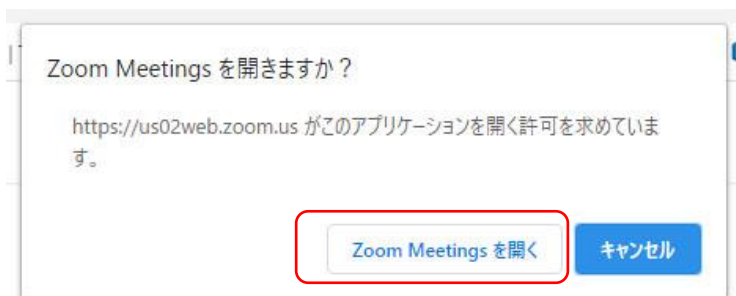 Zoom Meetings を開きますか？
https://us02web.zoom.us がこのアプリケーションを開く許可を求めていま
す。
Zoom Meetings を開く
キャンセル